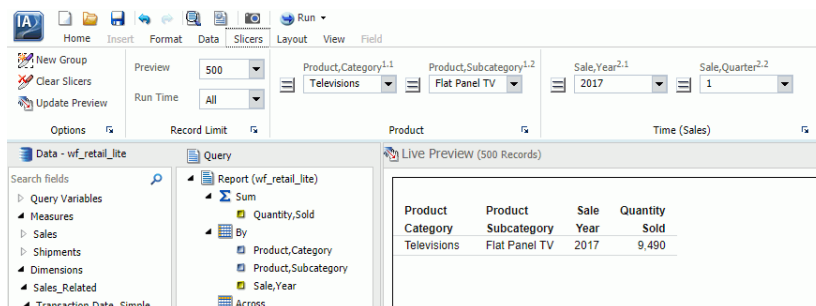 IA Run
Home Insert Format Data Slicers Layout View Field
New Group
Clear Slicers
Update Preview
Options
Preview 500
Run Time All
Record Limit
Product,Category1.1 Product,Subcategory1.2
Televisions Flat Panel TV
Product
Sale,Year2.1 Sale,Quarter2.2
2017 1
Time (Sales)
Data - wf_retail_lite
Search fields
Query Variables
Measures
Sales
Shipments
Dimensions
Sales_Related
Transaction Date, Simple
Query
Report (wf_retail_lite)
Sum
Quantity,Sold
By
Product,Category
Product,Subcategory
Sale,Year
Across
Live Preview (500 Records)
Product Product Sale Quantity
Category Subcategory Year Sold
Televisions Flat Panel TV 2017 9,490